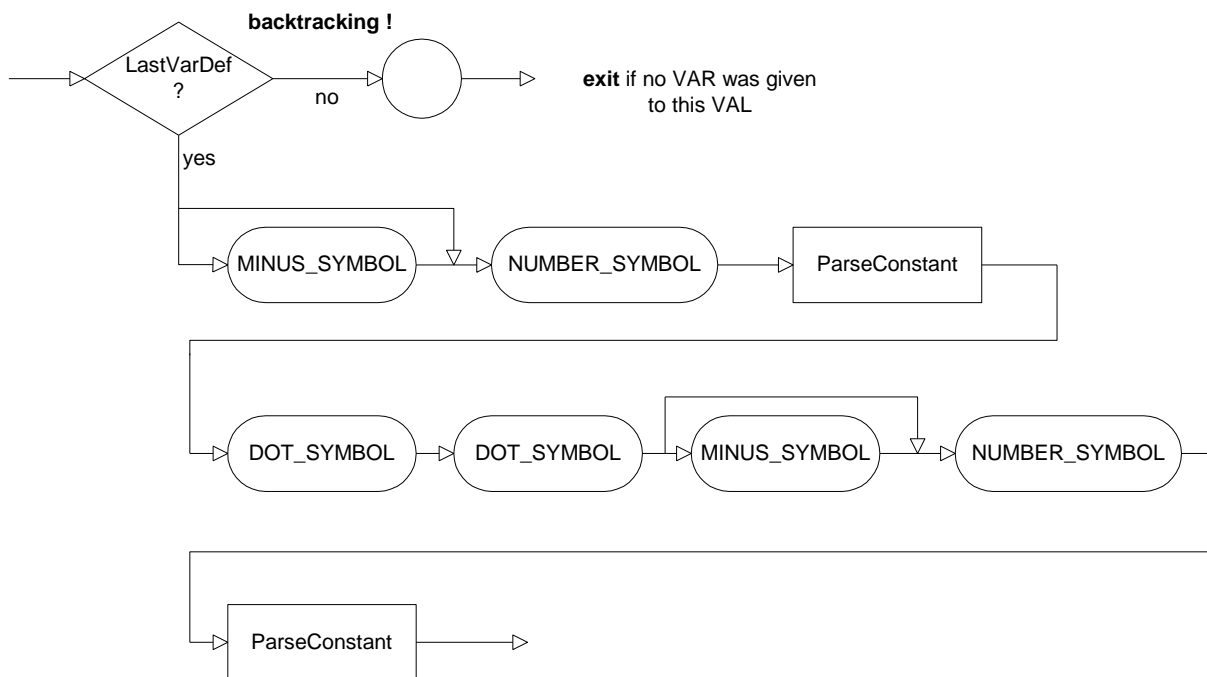 backtracking !
LastVarDef
?
no
exit if no VAR was given
to this VAL
yes
MINUS_SYMBOL
NUMBER_SYMBOL
ParseConstant
DOT_SYMBOL
DOT_SYMBOL
MINUS_SYMBOL
NUMBER_SYMBOL
ParseConstant